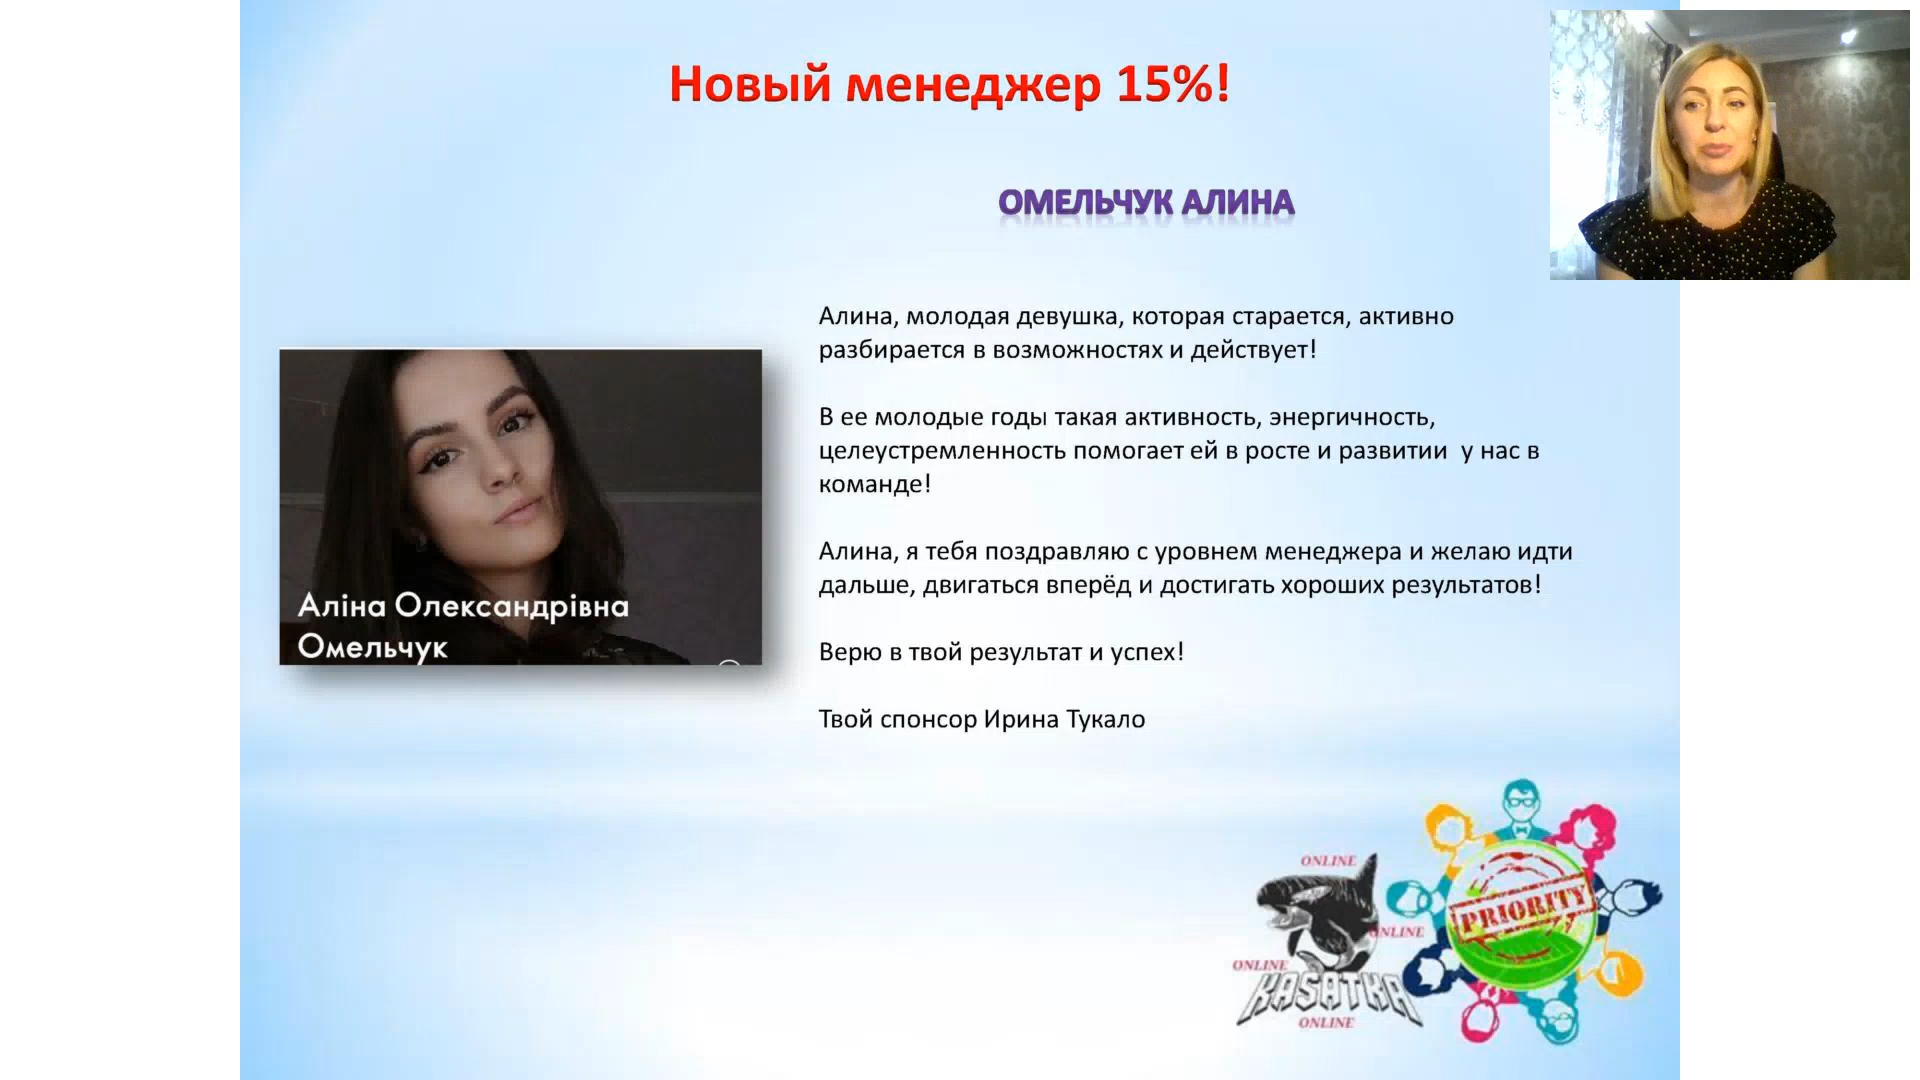 Новый менеджер 15%!
ОМЕЛЬЧУК АЛИНА
Алина, молодая девушка, которая старается, активно
разбирается в возможностях и действует!
В ее молодые годы такая активность, энергичность,
целеустремленность помогает ей в росте и развитии  у нас в
команде!
Алина, я тебя поздравляю с уровнем менеджера и желаю идти
дальше, двигаться вперёд и достигать хороших результатов!
Верю в твой результат и успех!
Твой спонсор Ирина Тукало
Аліна Олександрівна
Омельчук
ONLINE
ONLINE
ONLINE
KASATKA
ONLINE
PRIORITY